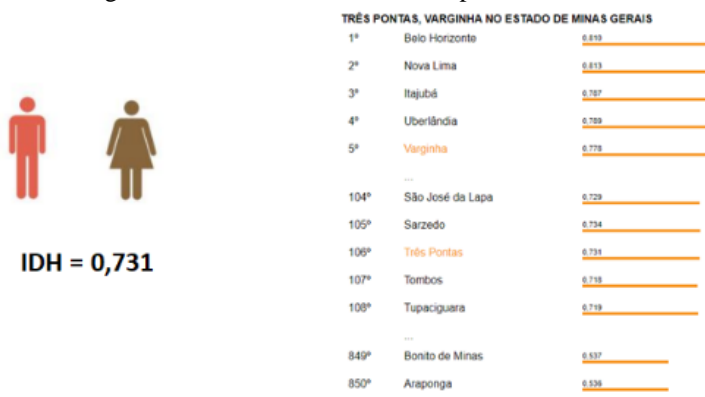 TRÊS PONTAS, VARGINHA NO ESTADO DE MINAS GERAIS
1º Belo Horizonte 0,810
2º Nova Lima 0,813
3º Itajubá 0,787
4º Uberlândia 0,789
5º Varginha 0,778
...
104º São José da Lapa 0,729
105º Sarzedo 0,734
106º Três Pontas 0,731
107º Tombos 0,718
108º Tupaciguara 0,719
...
849º Bonito de Minas 0,537
850º Araponga 0,536
IDH = 0,731